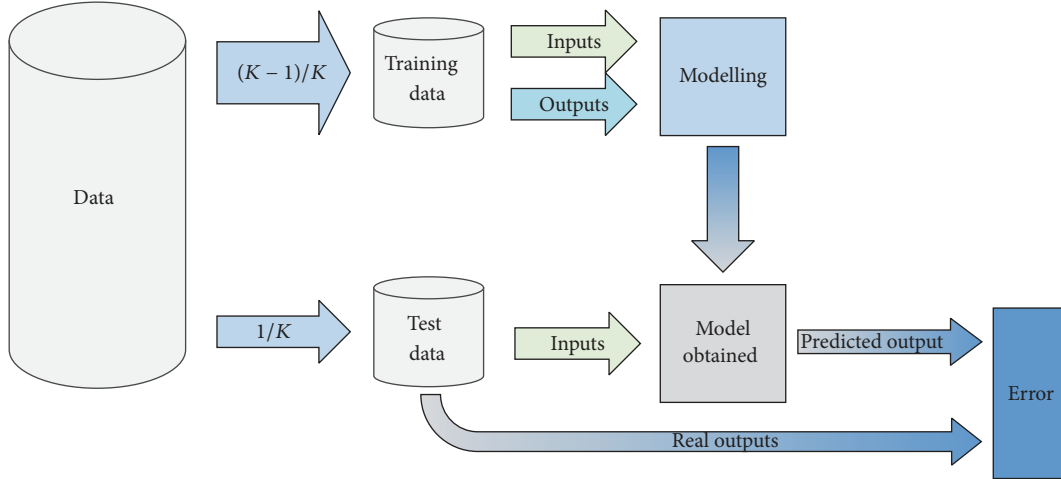 Data
(K − 1)/K
Training
data
Inputs
Outputs
Modelling
1/K
Test
data
Inputs
Model
obtained
Predicted output
Real outputs
Error